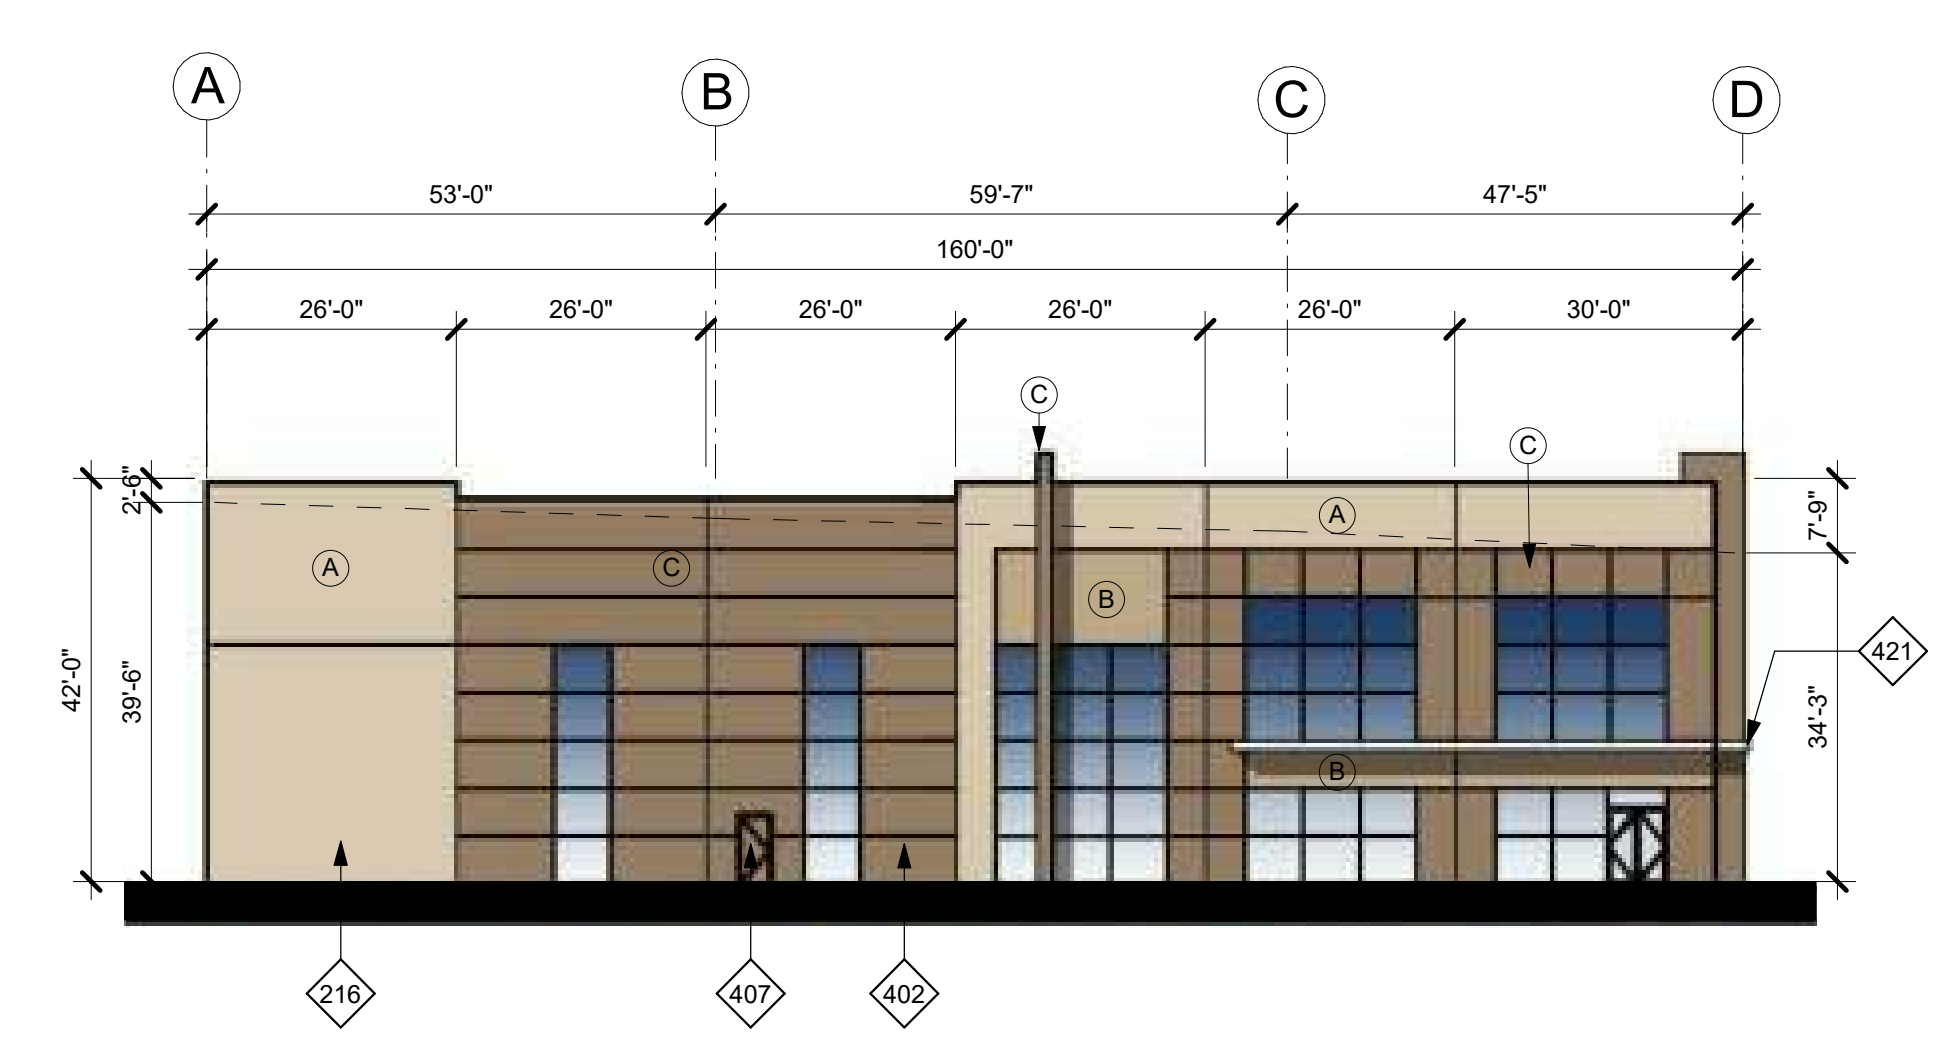 A B C D
53'-0" 59'-7" 47'-5"
160'-0"
26'-0" 26'-0" 26'-0" 26'-0" 26'-0" 30'-0"
C
C
2'-6"
7'-9"
A
A
C
B
421
42'-0"
39'-6"
34'-3"
B
216 407 402